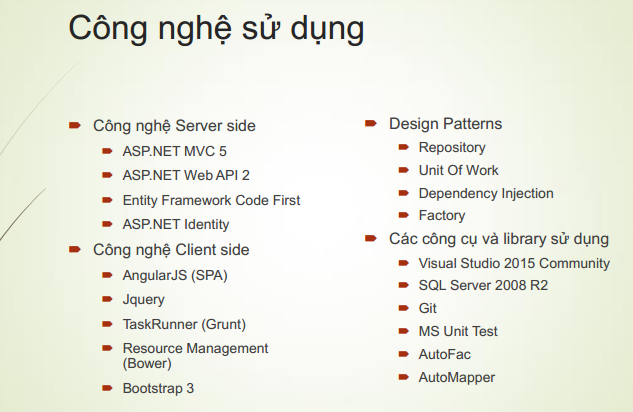 Công nghệ sử dụng
Công nghệ Server side
ASP.NET MVC 5
ASP.NET Web API 2
Entity Framework Code First
ASP.NET Identity
Công nghệ Client side
AngularJS (SPA)
Jquery
TaskRunner (Grunt)
Resource Management
(Bower)
Bootstrap 3
Design Patterns
Repository
Unit Of Work
Dependency Injection
Factory
Các công cụ và library sử dụng
Visual Studio 2015 Community
SQL Server 2008 R2
Git
MS Unit Test
AutoFac
AutoMapper